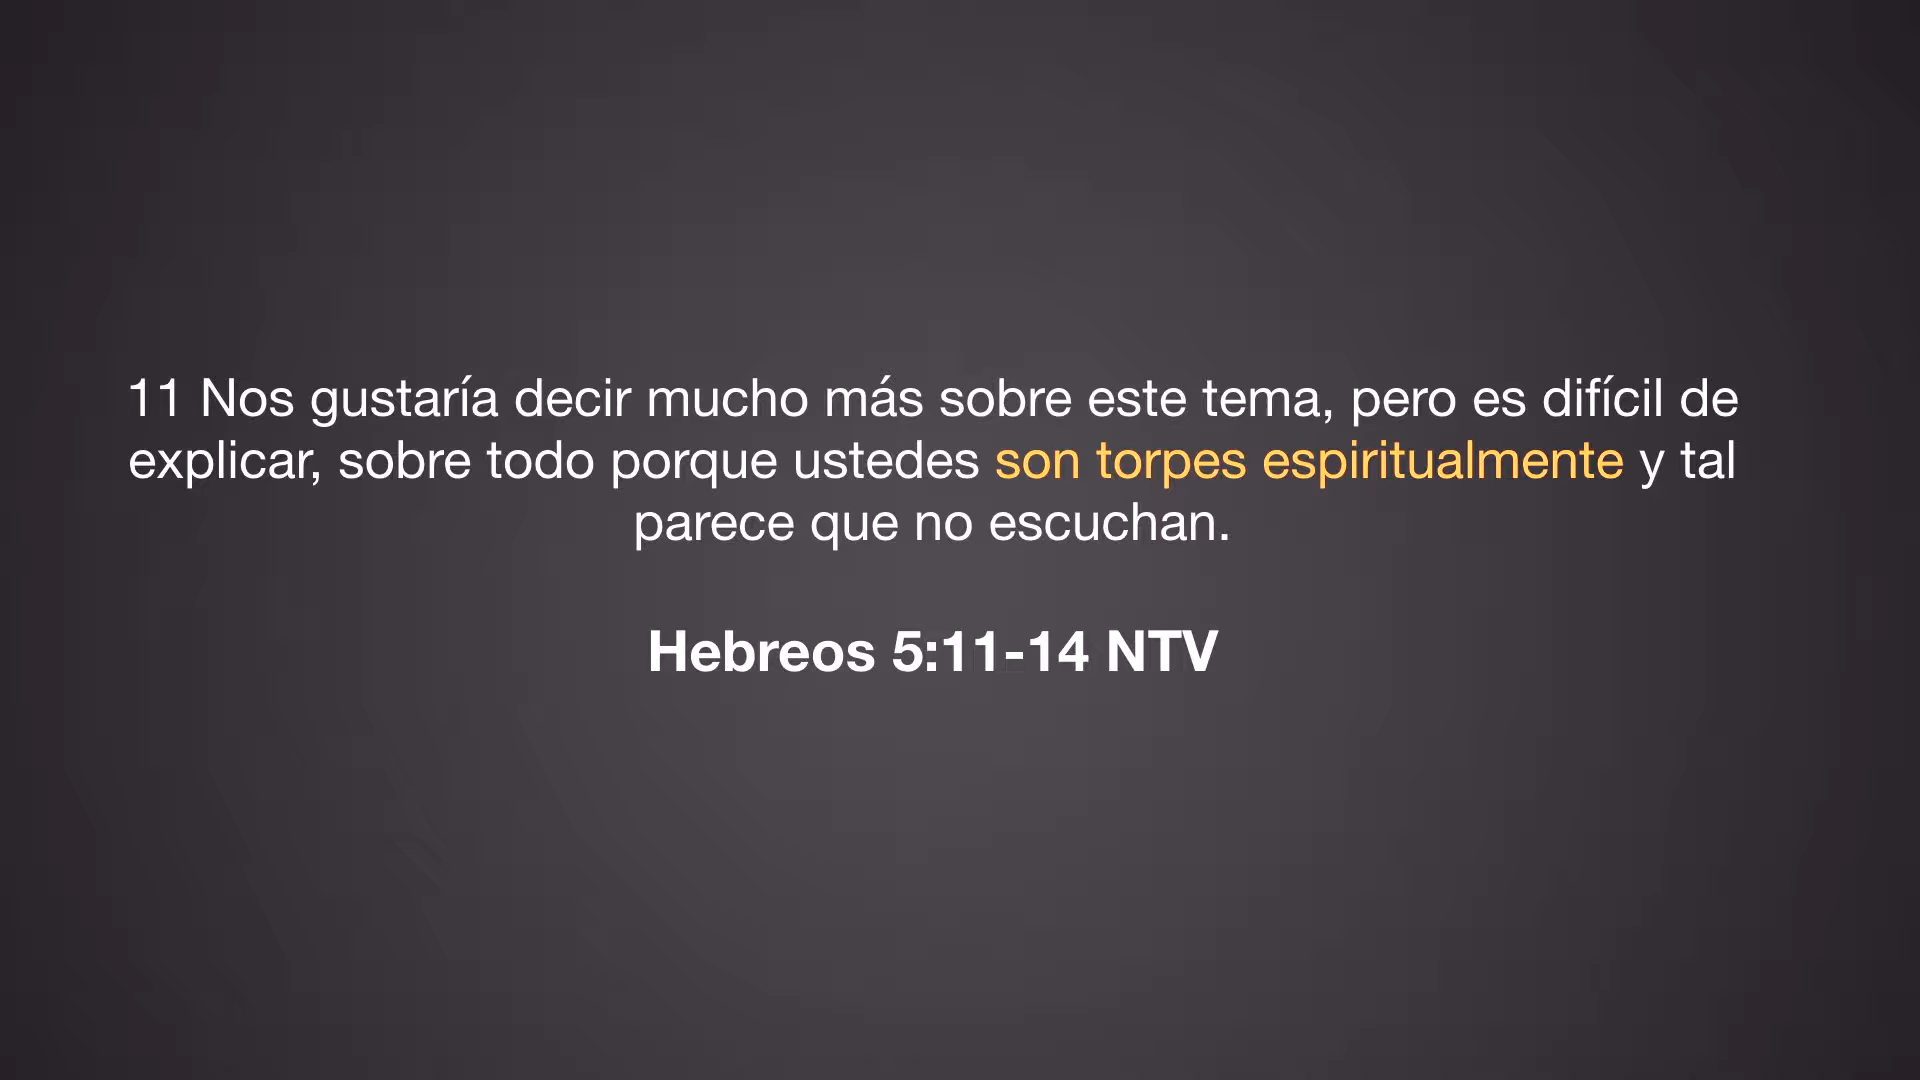 11 Nos gustaría decir mucho más sobre este tema, pero es difícil de
explicar, sobre todo porque ustedes son torpes espiritualmente y tal
parece que no escuchan.
Hebreos 5:11-14 NTV